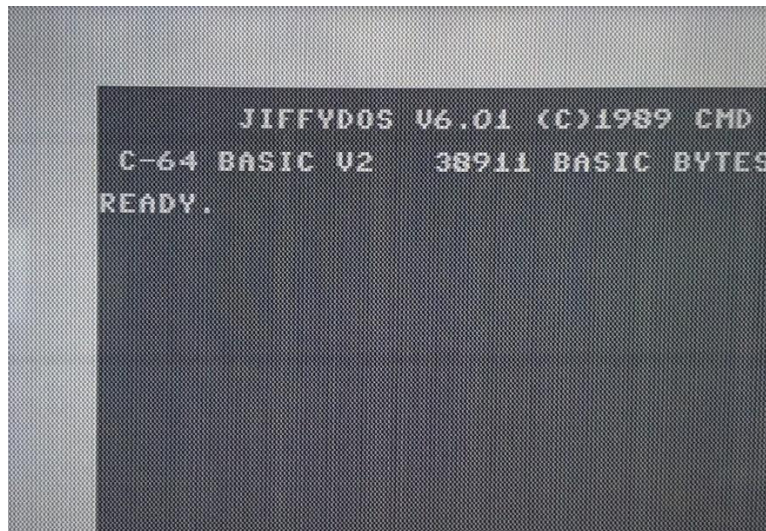 JIFFYDOS V6.01 (C)1989 CMD
C-64 BASIC V2 38911 BASIC BYTES
READY.